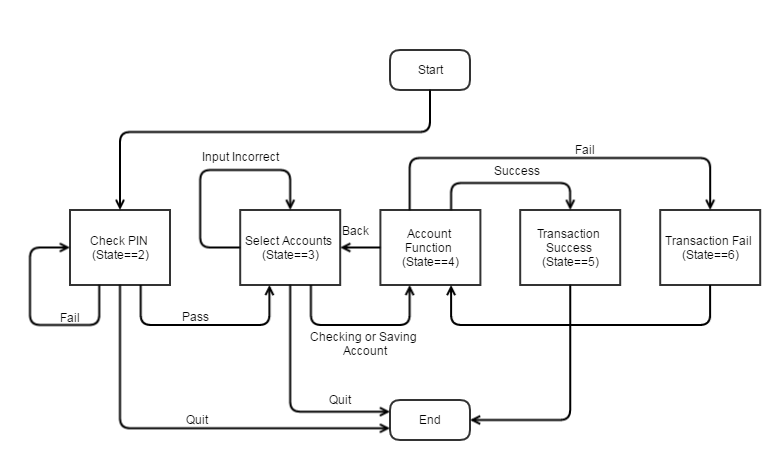 Start
Fail
Input Incorrect
Success
Check PIN
(State==2)
Select Accounts
(State==3)
Back
Account
Function
(State==4)
Transaction
Success
(State==5)
Transaction Fail
(State==6)
Fail
Pass
Checking or Saving
Account
Quit
Quit
End